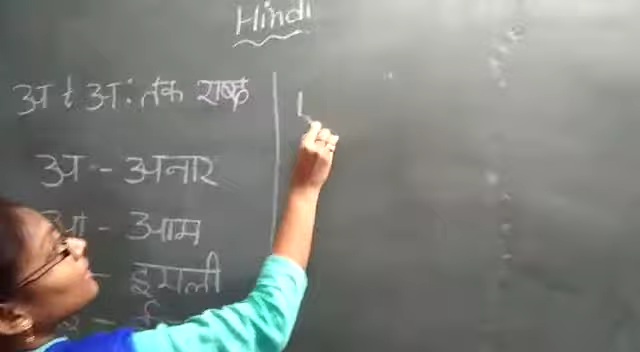 Hindi
अ से अ: तक शब्द
अ - अनार
आ - आम
- इमली
ई -